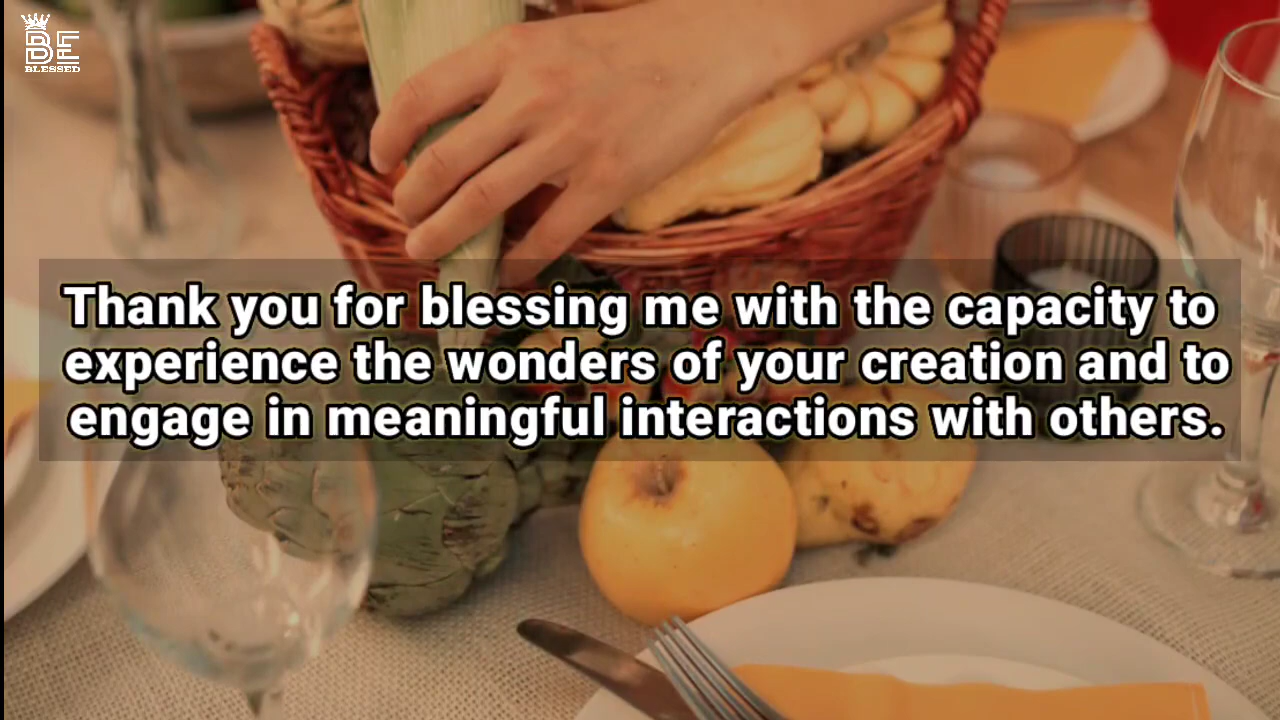 BE
BLESSED
Thank you for blessing me with the capacity to
experience the wonders of your creation and to
engage in meaningful interactions with others.